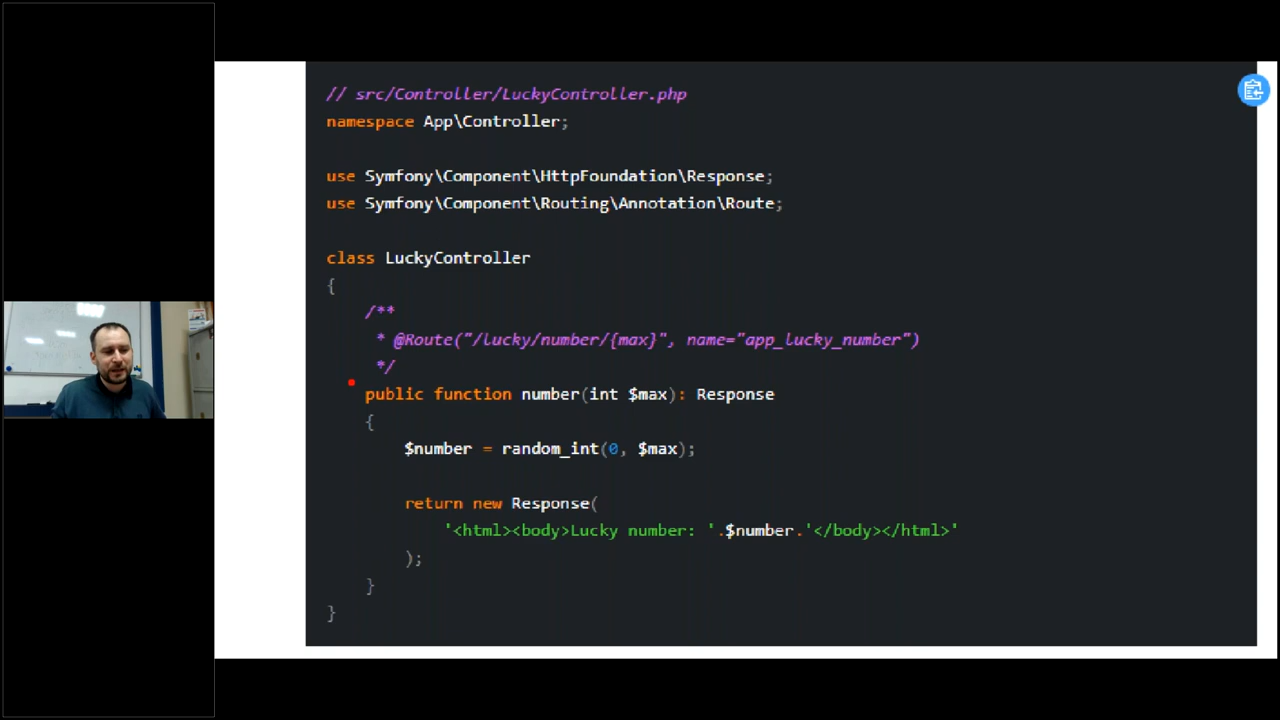 // src/Controller/LuckyController.php
namespace App\Controller;
use Symfony\Component\HttpFoundation\Response;
use Symfony\Component\Routing\Annotation\Route;
class LuckyController
{
/**
* @Route("/lucky/number/{max}", name="app_lucky_number")
*/
public function number(int $max): Response
{
$number = random_int(0, $max);
return new Response(
'<html><body>Lucky number: '.$number.'</body></html>'
);
}
}